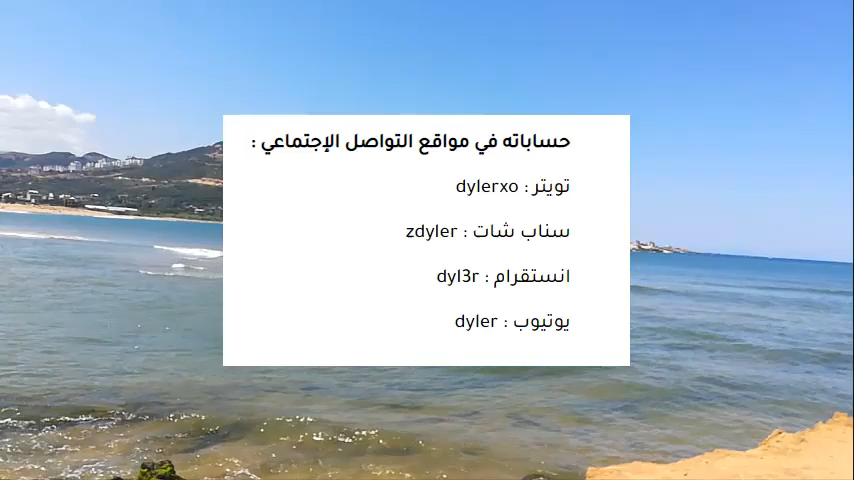 حساباته في مواقع التواصل الإجتماعي :
تويتر : dylerxo
سناب شات : zdyler
انستقرام : dyl3r
يوتيوب : dyler